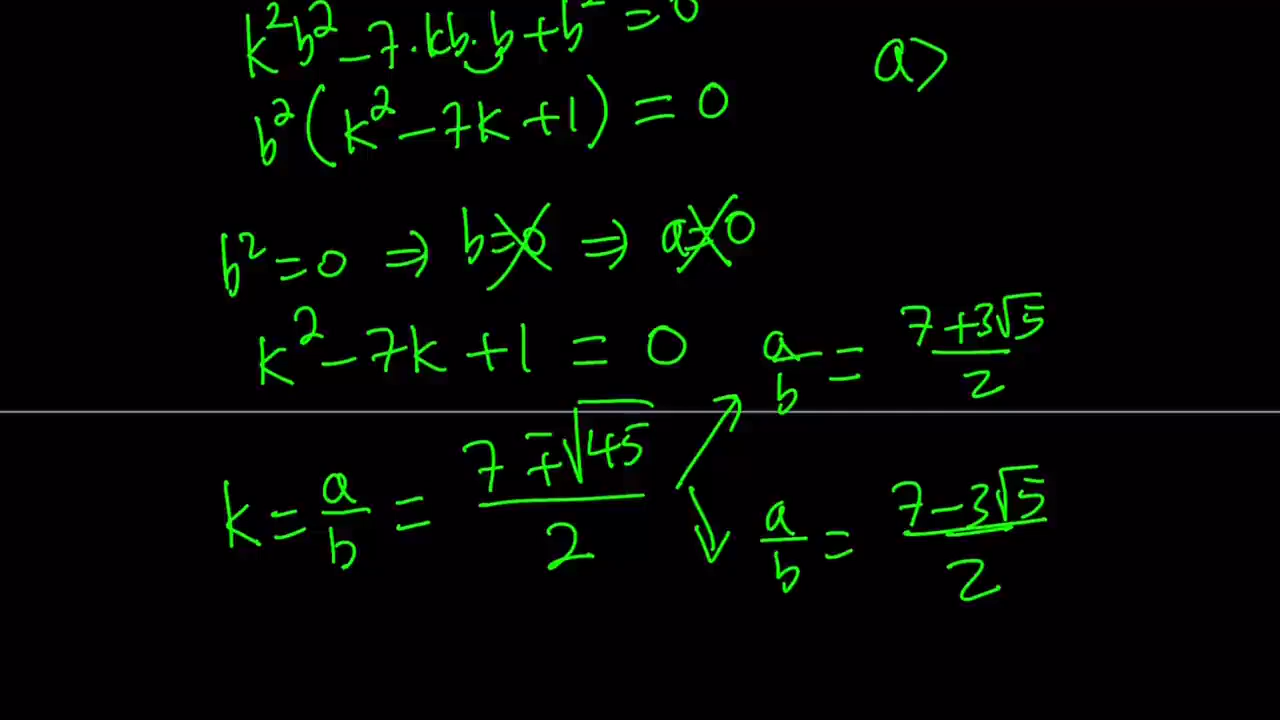 k²b² - 7·kb·b + b² = 0
a>
b²(k² - 7k + 1) = 0
b² = 0 ⇒ b = 0 ⇒ a = 0
k² - 7k + 1 = 0
a/b = (7 + 3√5)/2
k = a/b = (7 ∓ √45)/2
a/b = (7 - 3√5)/2